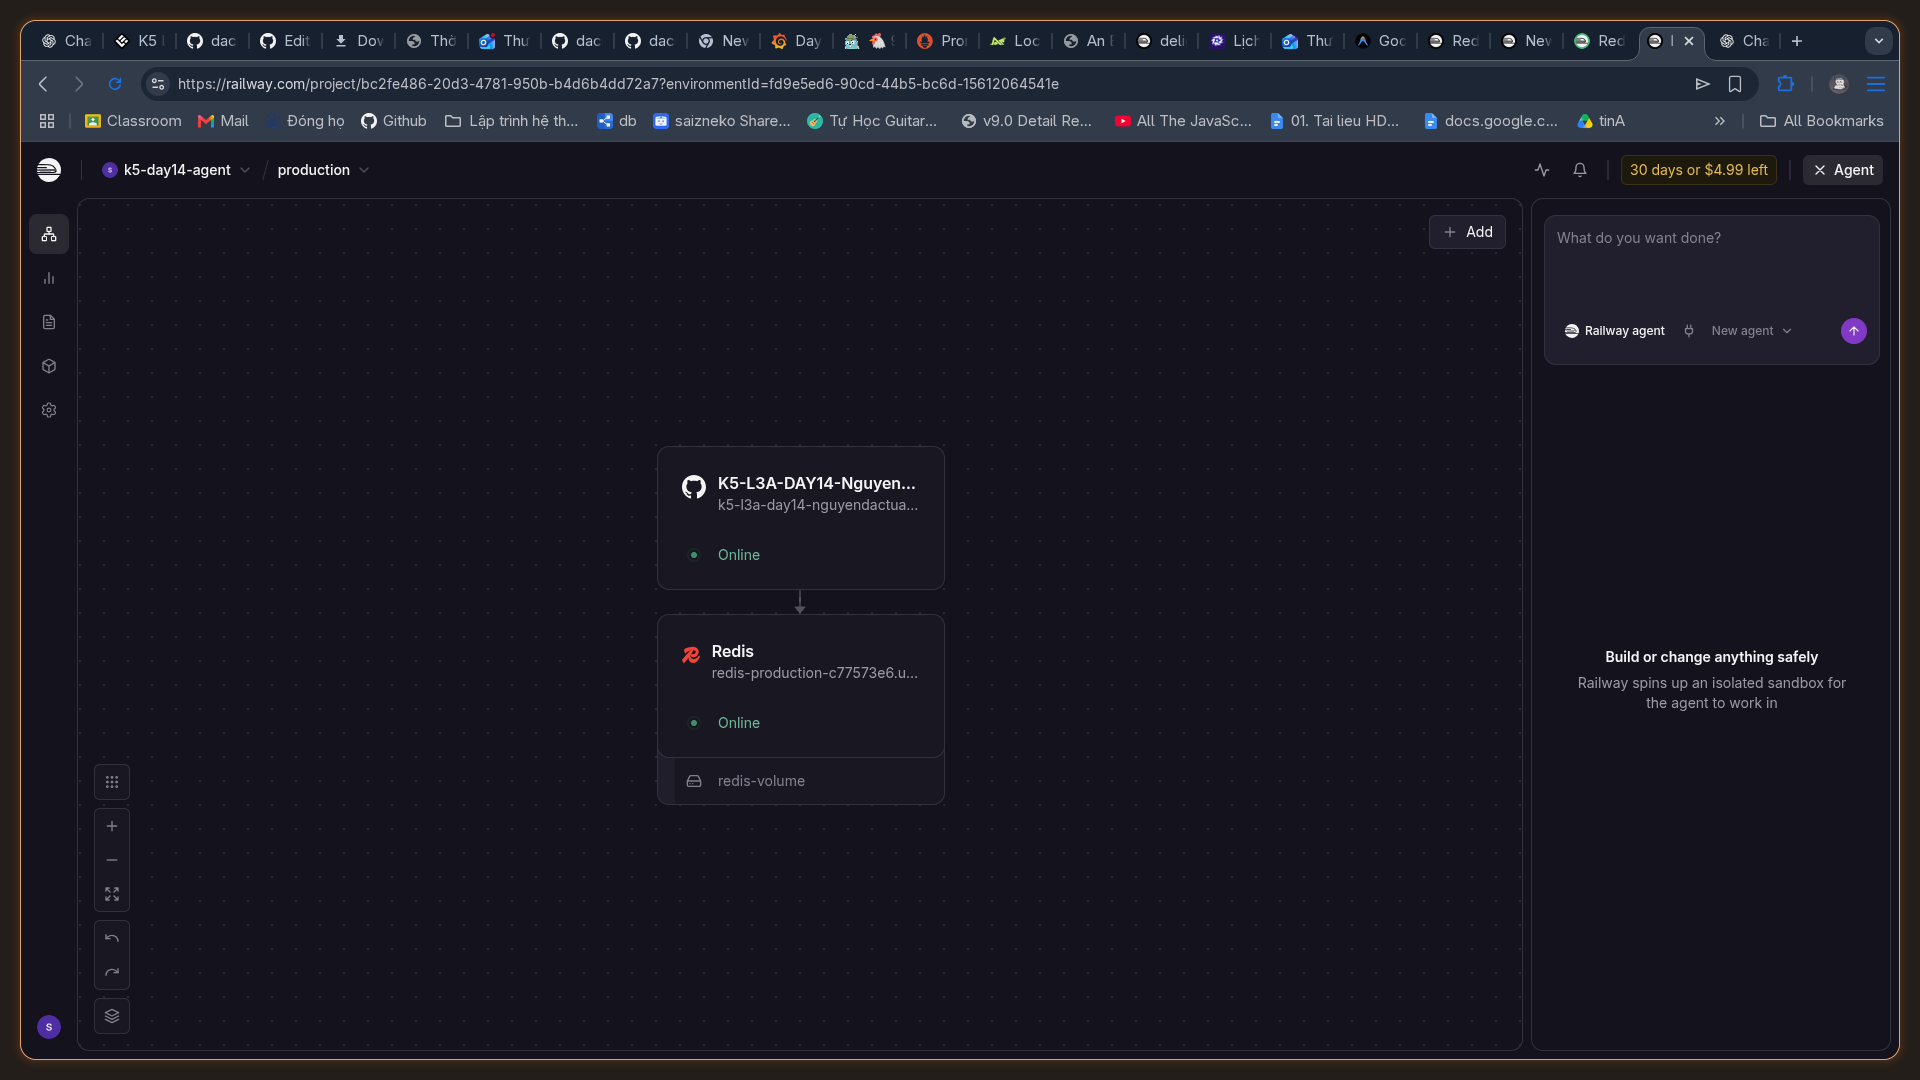 Cha
K5
dac
Edit
Dov
Thờ
Thư
dac
dac
Nev
Day
Pro
Loc
An
deli
Lịch
Thư
Goc
Red
Nev
Red
Cha
https://railway.com/project/bc2fe486-20d3-4781-950b-b4d6b4dd72a7?environmentId=fd9e5ed6-90cd-44b5-bc6d-15612064541e
Classroom
Mail
Đóng họ
Github
Lập trình hệ th...
db
saizneko Share...
Tự Học Guitar...
v9.0 Detail Re...
All The JavaSc...
01. Tai lieu HD...
docs.google.c...
tinA
All Bookmarks
S k5-day14-agent / production
30 days or $4.99 left
Agent
Add
What do you want done?
Railway agent
New agent
K5-L3A-DAY14-Nguyen...
k5-l3a-day14-nguyendactua...
Online
Redis
redis-production-c77573e6.u...
Online
redis-volume
Build or change anything safely
Railway spins up an isolated sandbox for
the agent to work in
S